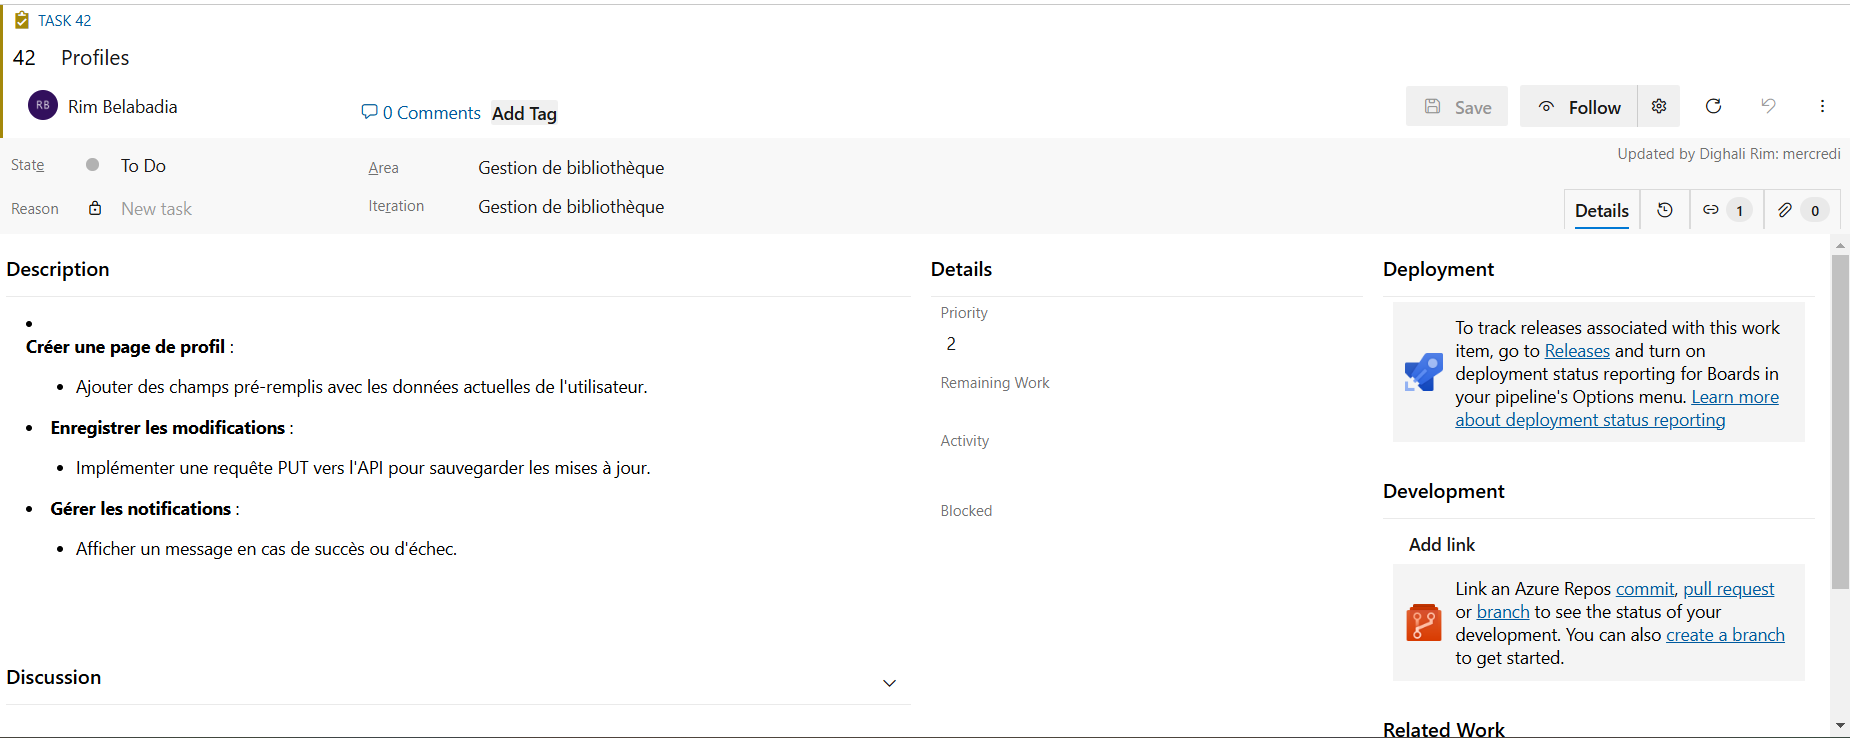 TASK 42
42 Profiles
RB Rim Belabadia
0 Comments Add Tag
Save Follow
State To Do
Area Gestion de bibliothèque
Updated by Dighali Rim: mercredi
Reason New task
Iteration Gestion de bibliothèque
Details 1 0
Description
Créer une page de profil :
Ajouter des champs pré-remplis avec les données actuelles de l'utilisateur.
Enregistrer les modifications :
Implémenter une requête PUT vers l'API pour sauvegarder les mises à jour.
Gérer les notifications :
Afficher un message en cas de succès ou d'échec.
Discussion
Details
Priority
2
Remaining Work
Activity
Blocked
Deployment
To track releases associated with this work
item, go to Releases and turn on
deployment status reporting for Boards in
your pipeline's Options menu. Learn more
about deployment status reporting
Development
Add link
Link an Azure Repos commit, pull request
or branch to see the status of your
development. You can also create a branch
to get started.
Related Work